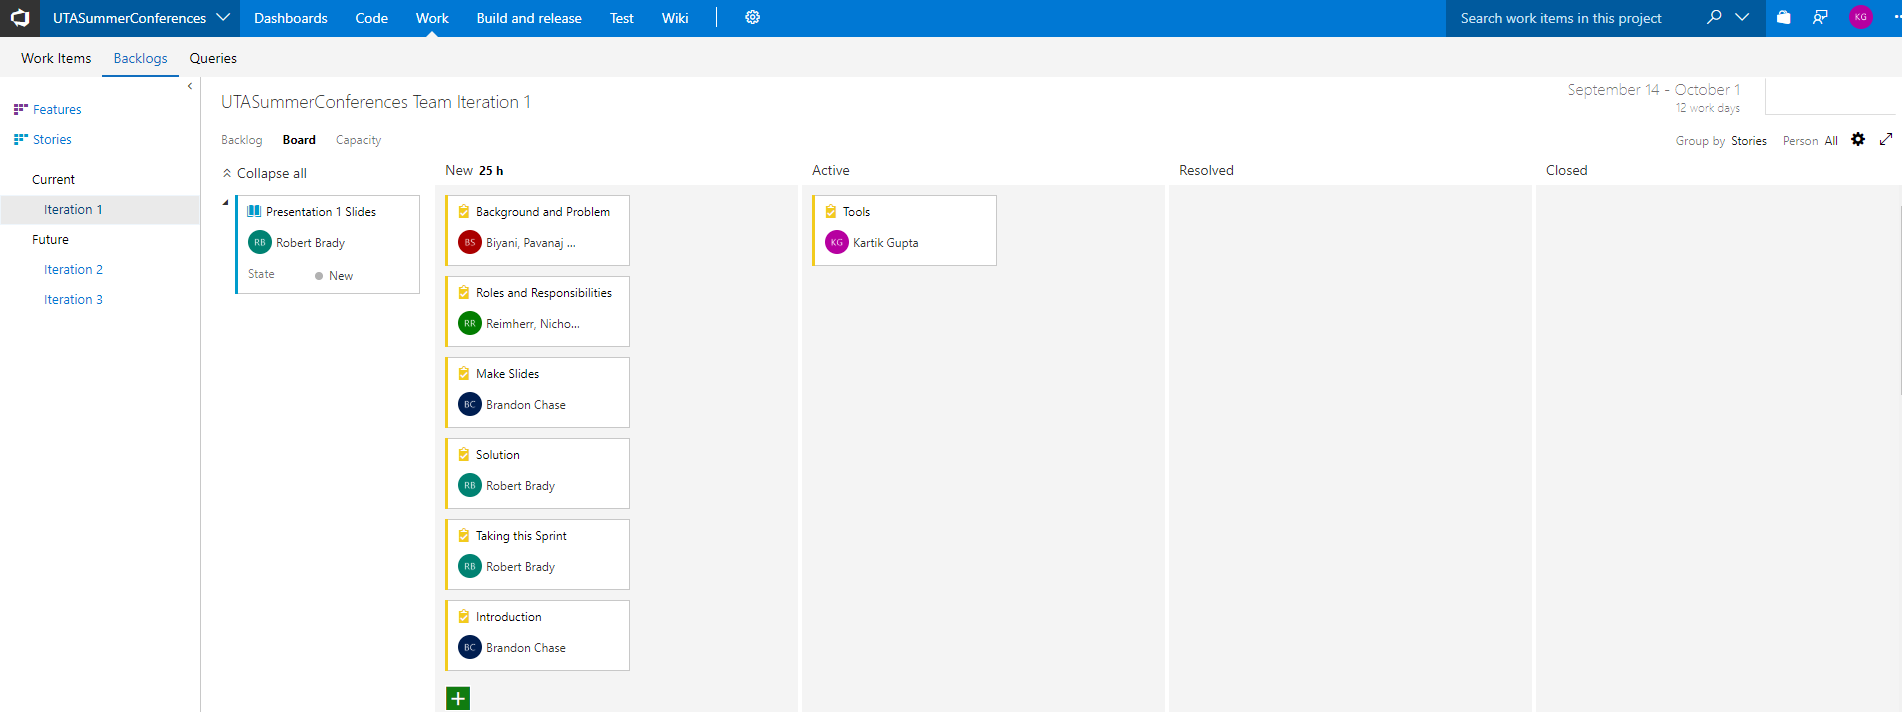 UTASummerConferences Dashboards Code Work Build and release Test Wiki Search work items in this project KG
Work Items Backlogs Queries
Features
Stories
Current
Iteration 1
Future
Iteration 2
Iteration 3
UTASummerConferences Team Iteration 1
September 14 - October 1
12 work days
Backlog Board Capacity
Group by Stories Person All
Collapse all
New 25 h
Active
Resolved
Closed
Presentation 1 Slides
RB Robert Brady
State New
Background and Problem
BS Biyani, Pavanaj ...
Roles and Responsibilities
RR Reimherr, Nicho...
Make Slides
BC Brandon Chase
Solution
RB Robert Brady
Taking this Sprint
RB Robert Brady
Introduction
BC Brandon Chase
Tools
KG Kartik Gupta